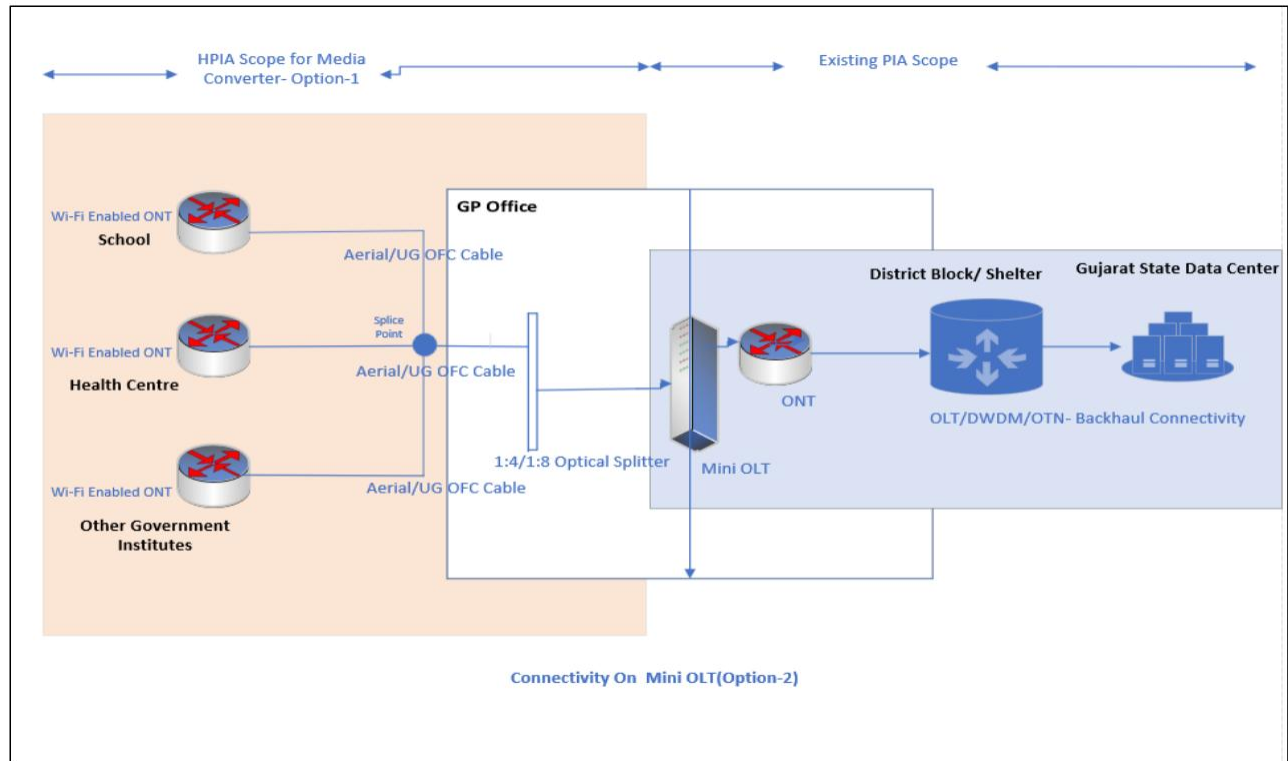 HPIA Scope for Media
Converter- Option-1
Existing PIA Scope
GP Office
Wi-Fi Enabled ONT
School
Aerial/UG OFC Cable
District Block/ Shelter
Gujarat State Data Center
Splice
Point
Wi-Fi Enabled ONT
Health Centre
Aerial/UG OFC Cable
ONT
OLT/DWDM/OTN- Backhaul Connectivity
1:4/1:8 Optical Splitter
Mini OLT
Wi-Fi Enabled ONT
Aerial/UG OFC Cable
Other Government
Institutes
Connectivity On Mini OLT(Option-2)